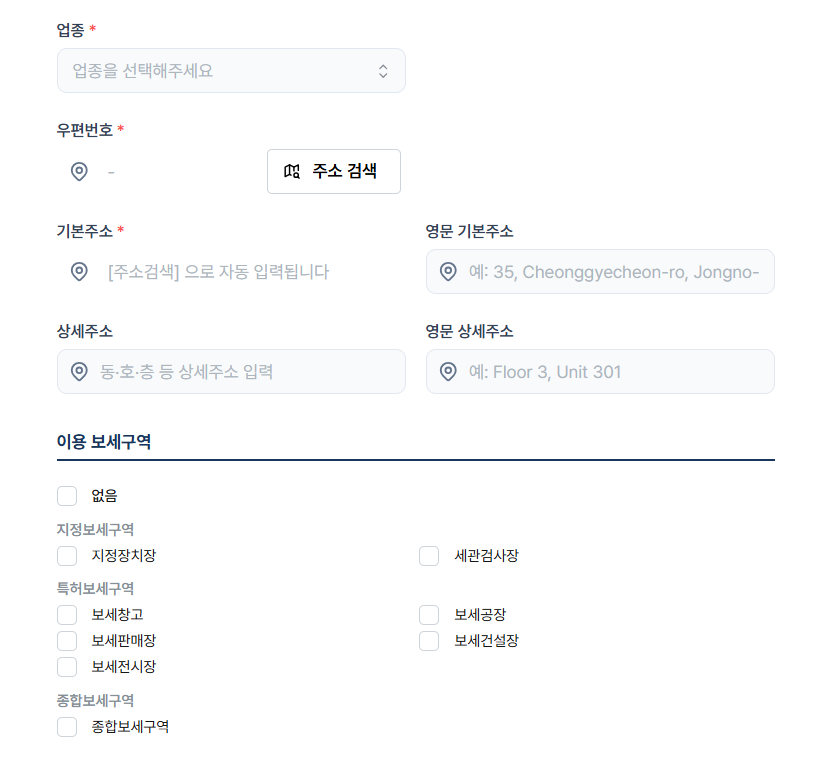 업종 *
업종을 선택해주세요
우편번호 *
- 주소 검색
기본주소 * 영문 기본주소
[주소검색] 으로 자동 입력됩니다 예: 35, Cheonggyecheon-ro, Jongno-
상세주소 영문 상세주소
동·호·층 등 상세주소 입력 예: Floor 3, Unit 301
이용 보세구역
없음
지정보세구역
지정장치장 세관검사장
특허보세구역
보세창고 보세공장
보세판매장 보세건설장
보세전시장
종합보세구역
종합보세구역